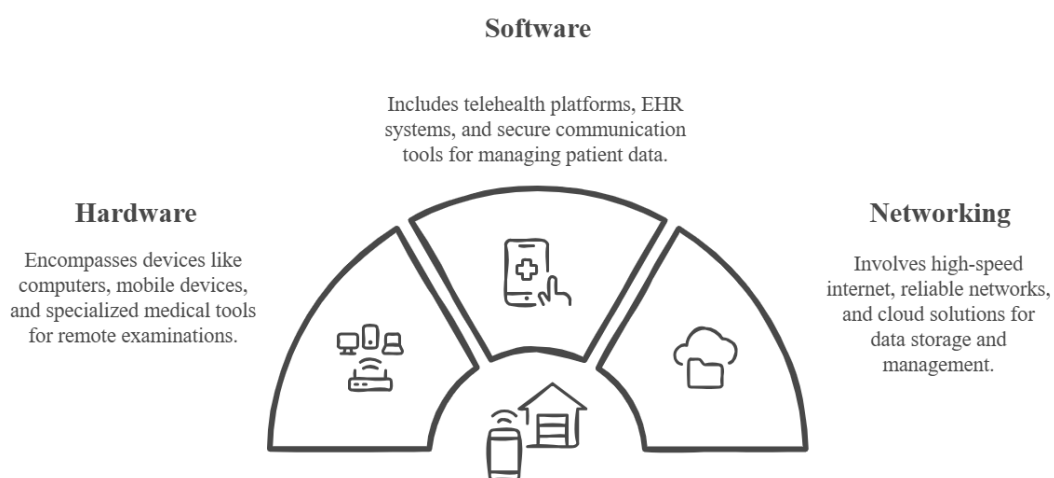 Software
Includes telehealth platforms, EHR
systems, and secure communication
tools for managing patient data.
Hardware
Encompasses devices like
computers, mobile devices,
and specialized medical tools
for remote examinations.
Networking
Involves high-speed
internet, reliable networks,
and cloud solutions for
data storage and
management.